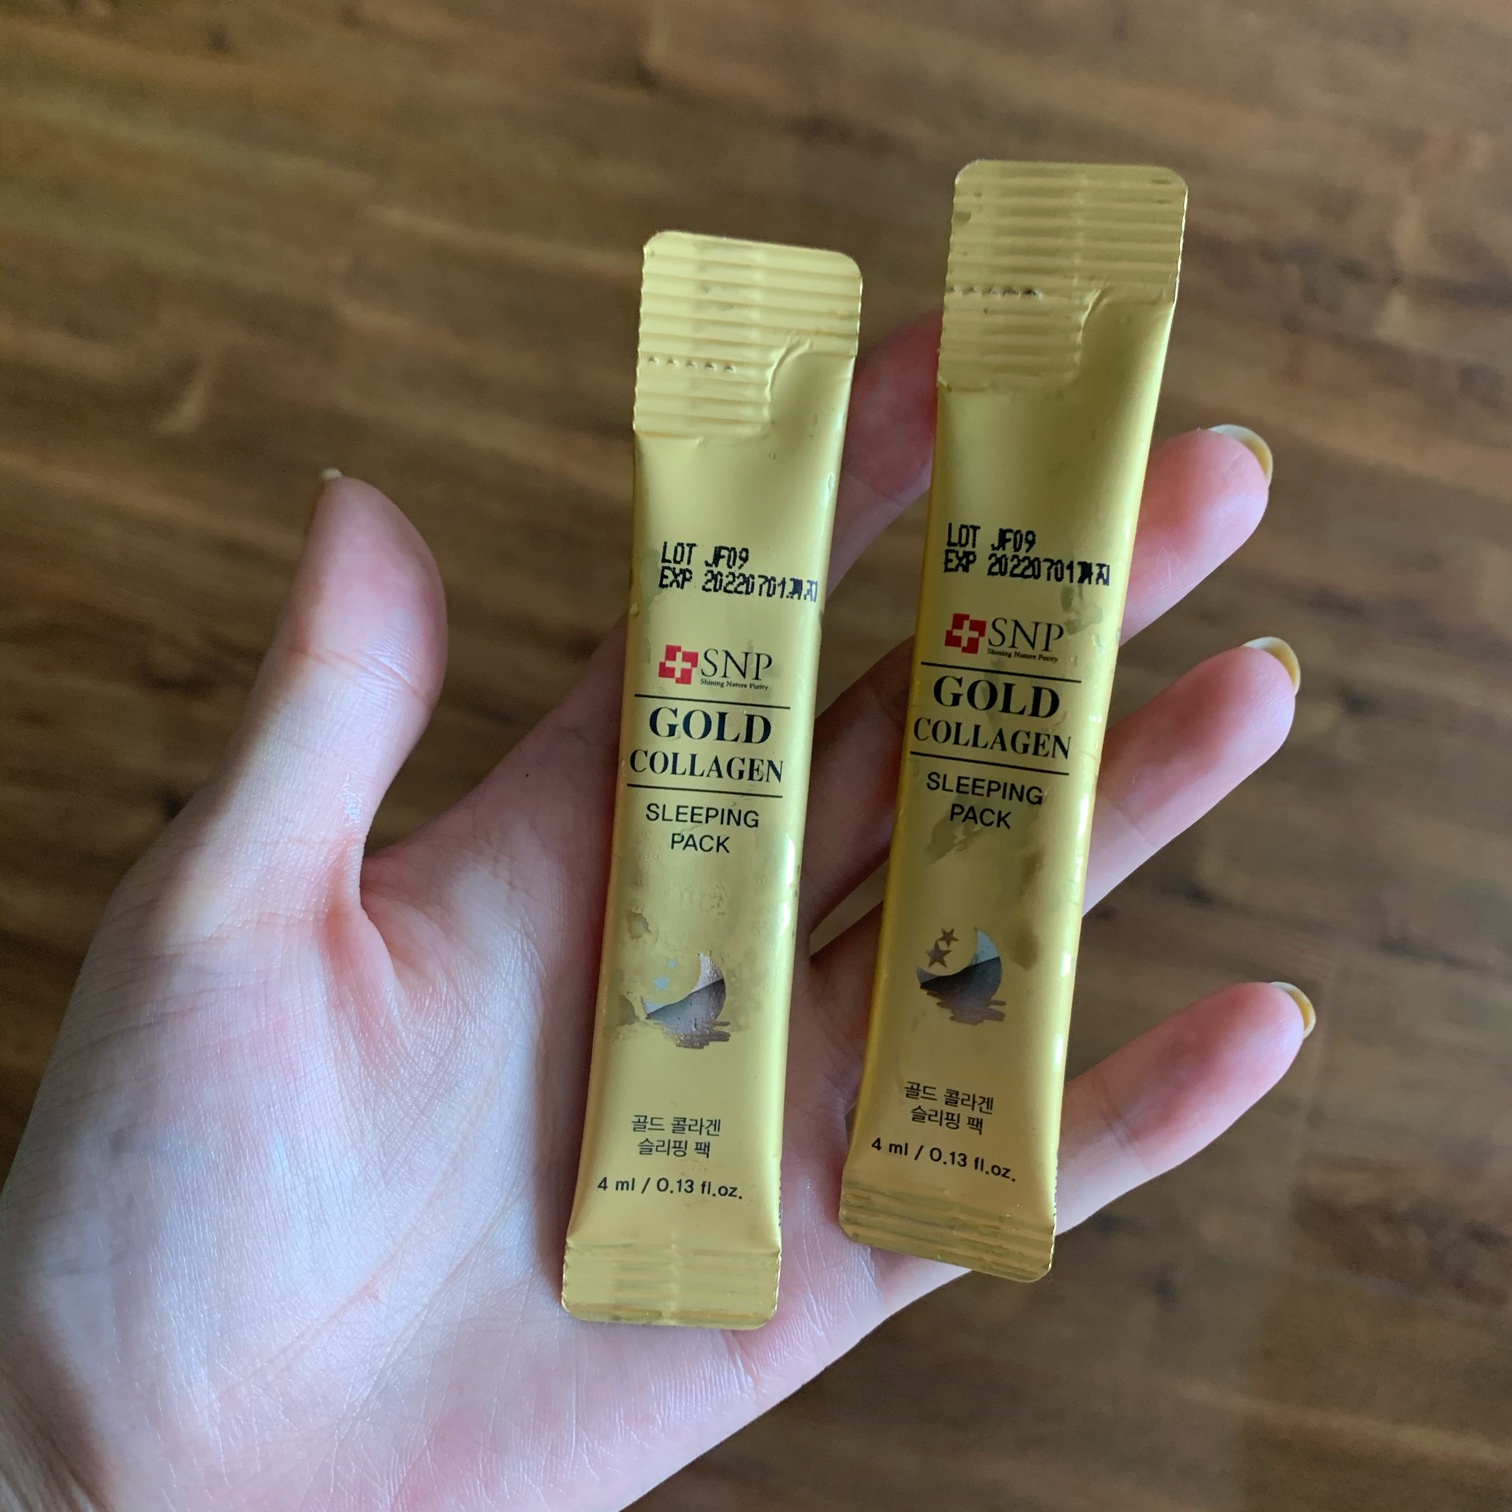 LOT JF09
EXP 20220701까지
SNP
Shining Nature Purity
GOLD
COLLAGEN
SLEEPING
PACK
골드 콜라겐
슬리핑 팩
4 ml / 0.13 fl.oz.
LOT JF09
EXP 20220701까지
SNP
Shining Nature Purity
GOLD
COLLAGEN
SLEEPING
PACK
골드 콜라겐
슬리핑 팩
4 ml / 0.13 fl.oz.